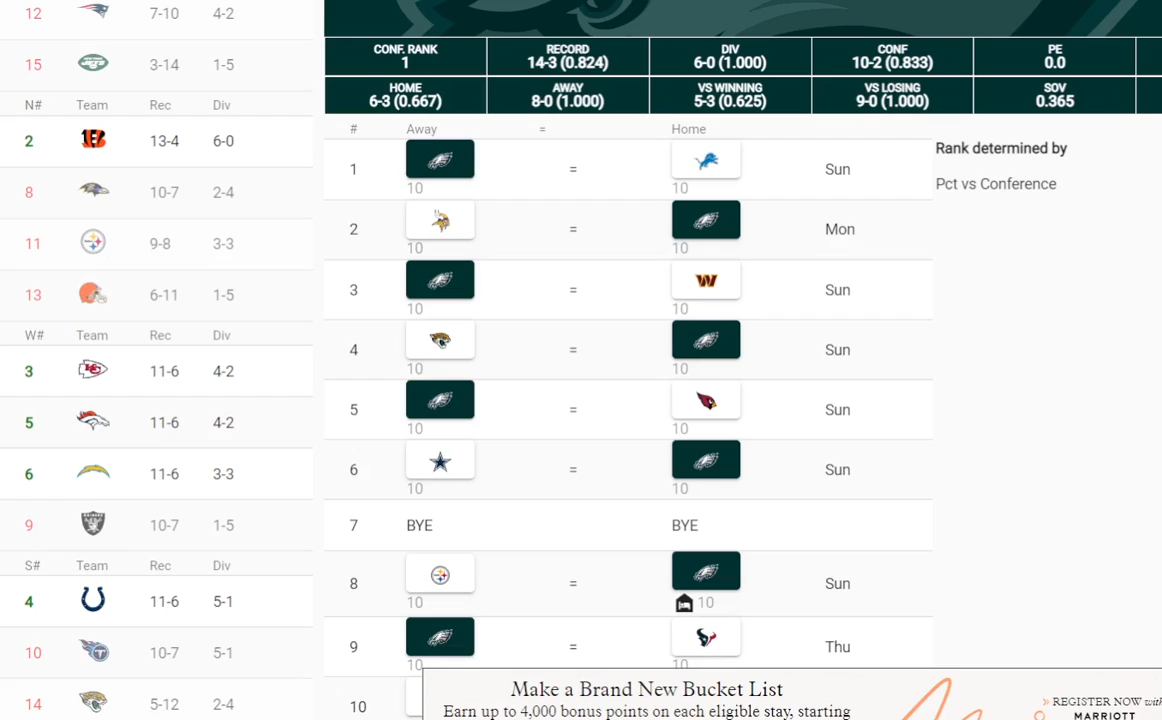 12 7-10 4-2
15 3-14 1-5
N# Team Rec Div
2 13-4 6-0
8 10-7 2-4
11 9-8 3-3
13 6-11 1-5
W# Team Rec Div
3 11-6 4-2
5 11-6 4-2
6 11-6 3-3
9 10-7 1-5
S# Team Rec Div
4 11-6 5-1
10 10-7 5-1
14 5-12 2-4
CONF. RANK RECORD DIV CONF PE
1 14-3 (0.824) 6-0 (1.000) 10-2 (0.833) 0.0
HOME AWAY VS WINNING VS LOSING SOV
6-3 (0.667) 8-0 (1.000) 5-3 (0.625) 9-0 (1.000) 0.365
# Away = Home
1 = Sun
10 10
2 = Mon
10 10
3 = Sun
10 10
4 = Sun
10 10
5 = Sun
10 10
6 = Sun
10 10
7 BYE BYE
8 = Sun
10 10
9 = Thu
10 10
10
Rank determined by
Pct vs Conference
Make a Brand New Bucket List
Earn up to 4,000 bonus points on each eligible stay, starting
» REGISTER NOW with
MARRIOTT